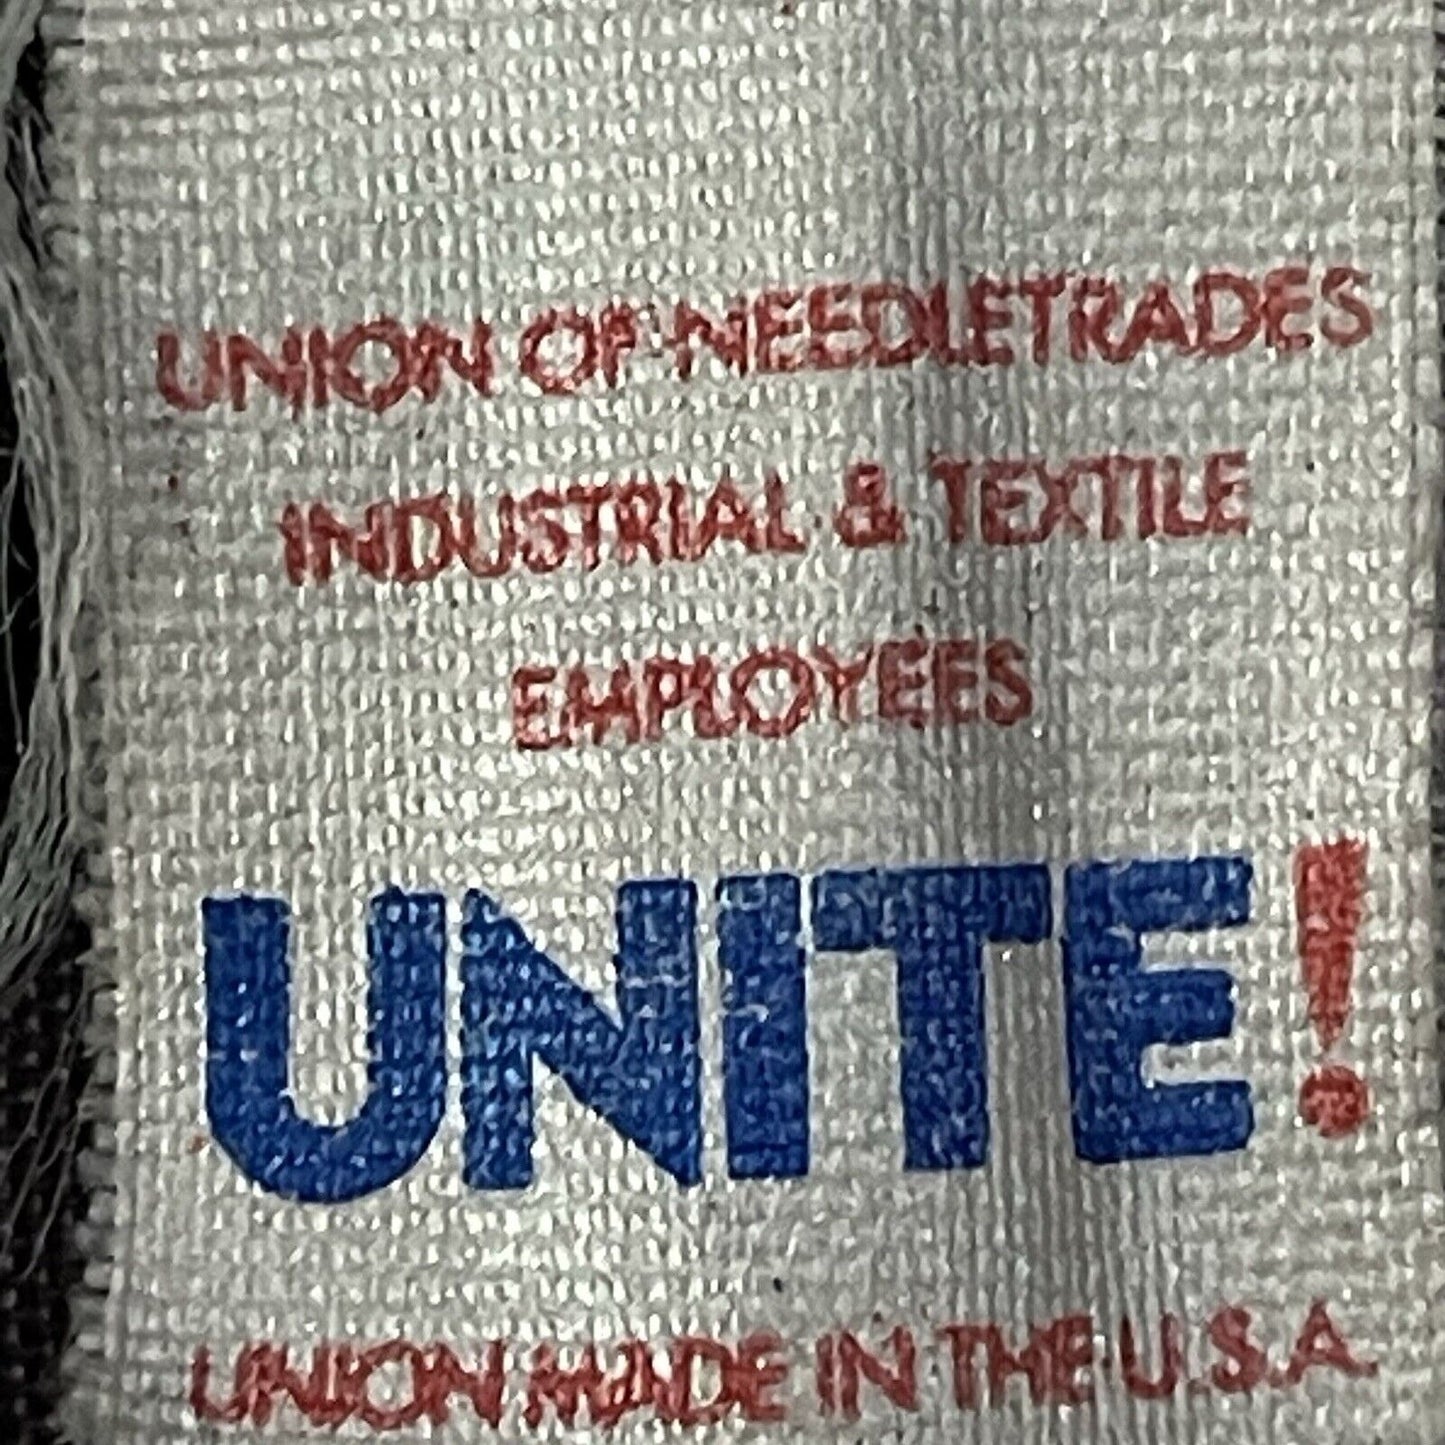 UNION OF NEEDLETRADES
INDUSTRIAL & TEXTILE
EMPLOYEES
UNITE!
UNION MADE IN THE U.S.A.